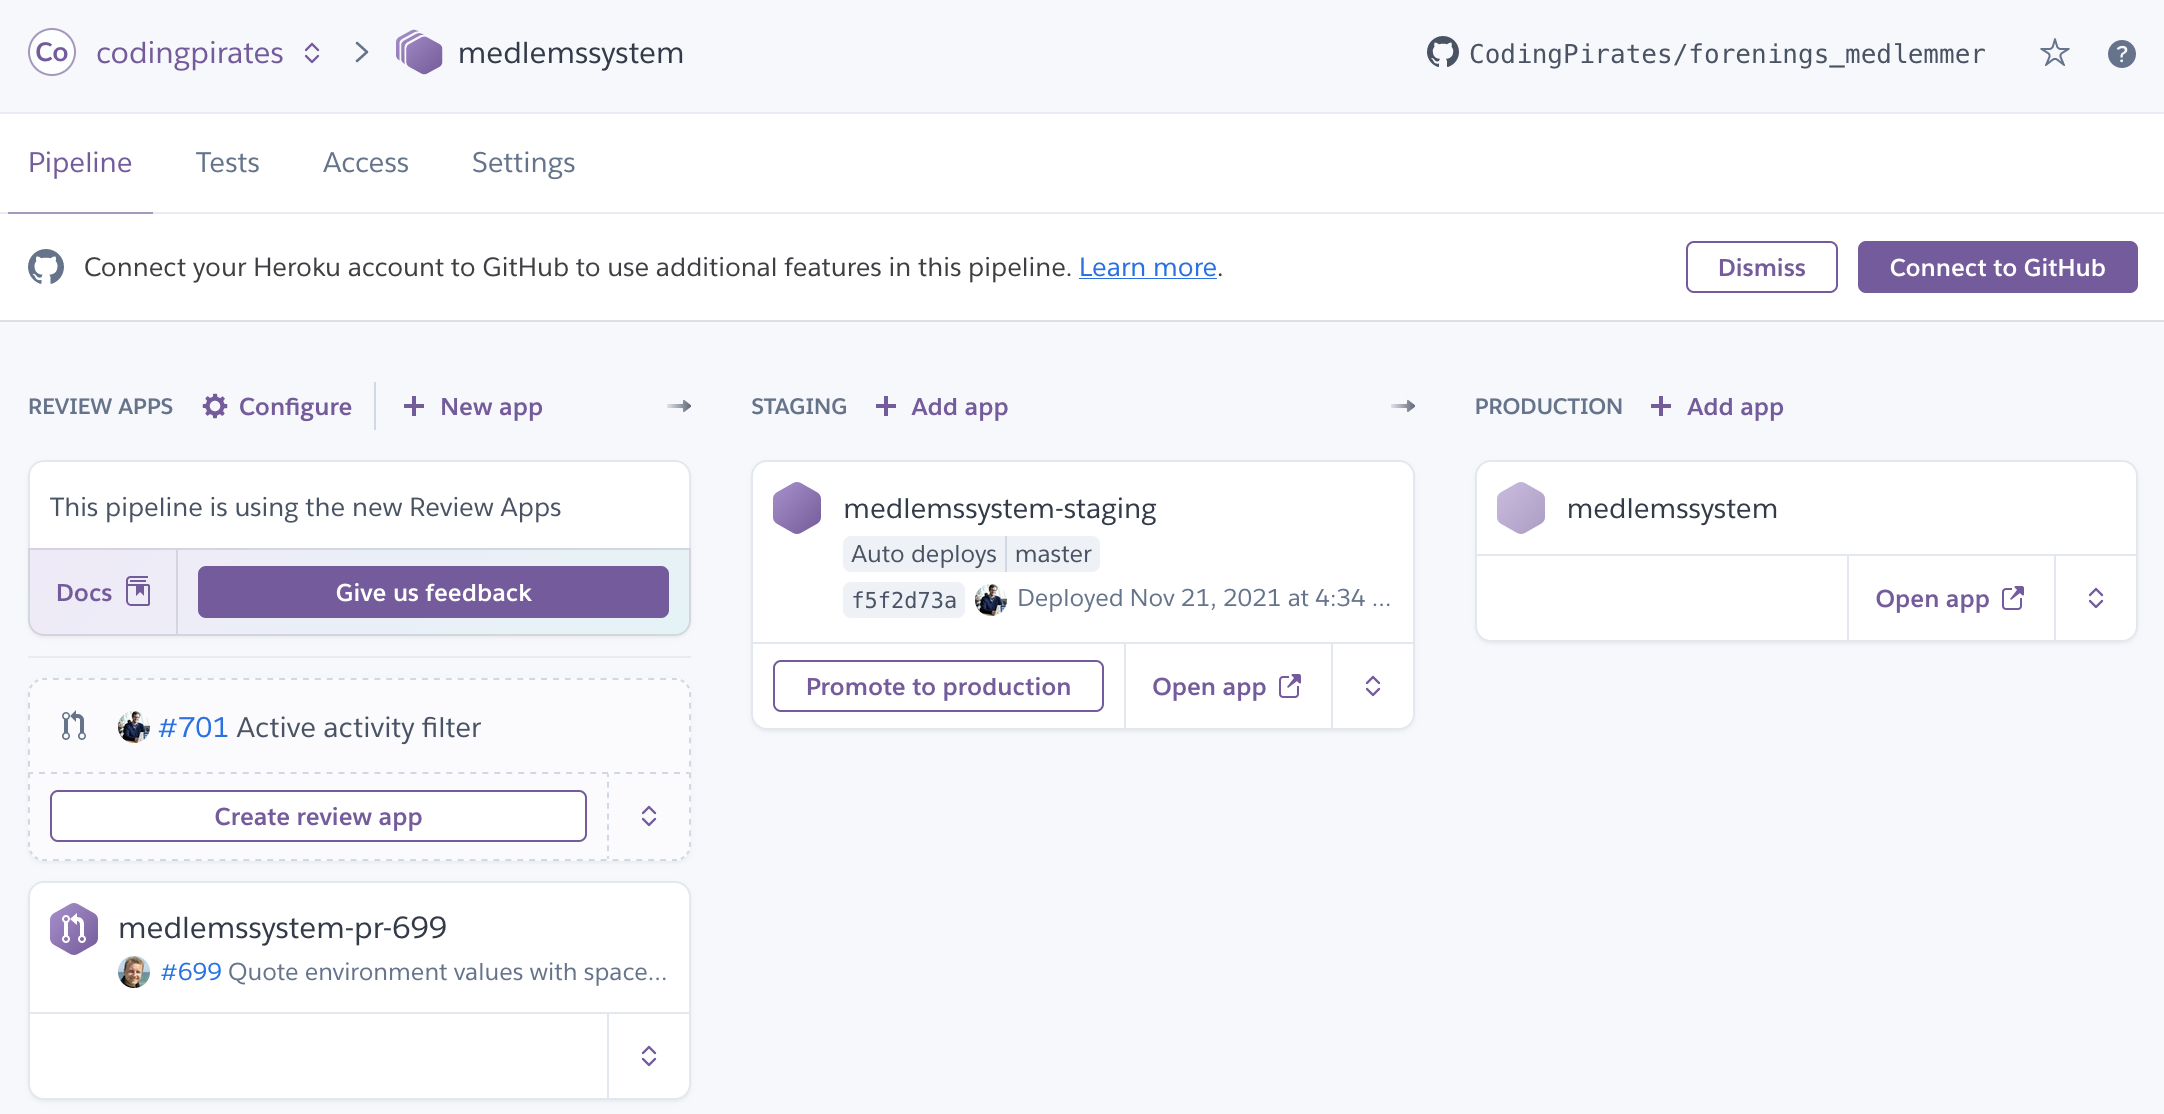 Co codingpirates medlemssystem CodingPirates/forenings_medlemmer ?
Pipeline Tests Access Settings
Connect your Heroku account to GitHub to use additional features in this pipeline. Learn more. Dismiss Connect to GitHub
REVIEW APPS Configure + New app
This pipeline is using the new Review Apps
Docs Give us feedback
#701 Active activity filter
Create review app
medlemssystem-pr-699
#699 Quote environment values with space...
STAGING + Add app
medlemssystem-staging
Auto deploys master
f5f2d73a Deployed Nov 21, 2021 at 4:34 ...
Promote to production Open app
PRODUCTION + Add app
medlemssystem
Open app